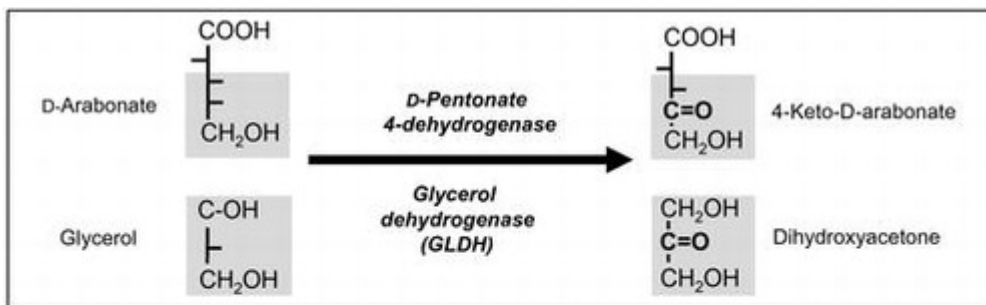 COOH
D-Arabonate
CH₂OH
D-Pentonate
4-dehydrogenase
COOH
C=O
CH₂OH
4-Keto-D-arabonate
Glycerol
C-OH
CH₂OH
Glycerol
dehydrogenase
(GLDH)
CH₂OH
C=O
CH₂OH
Dihydroxyacetone